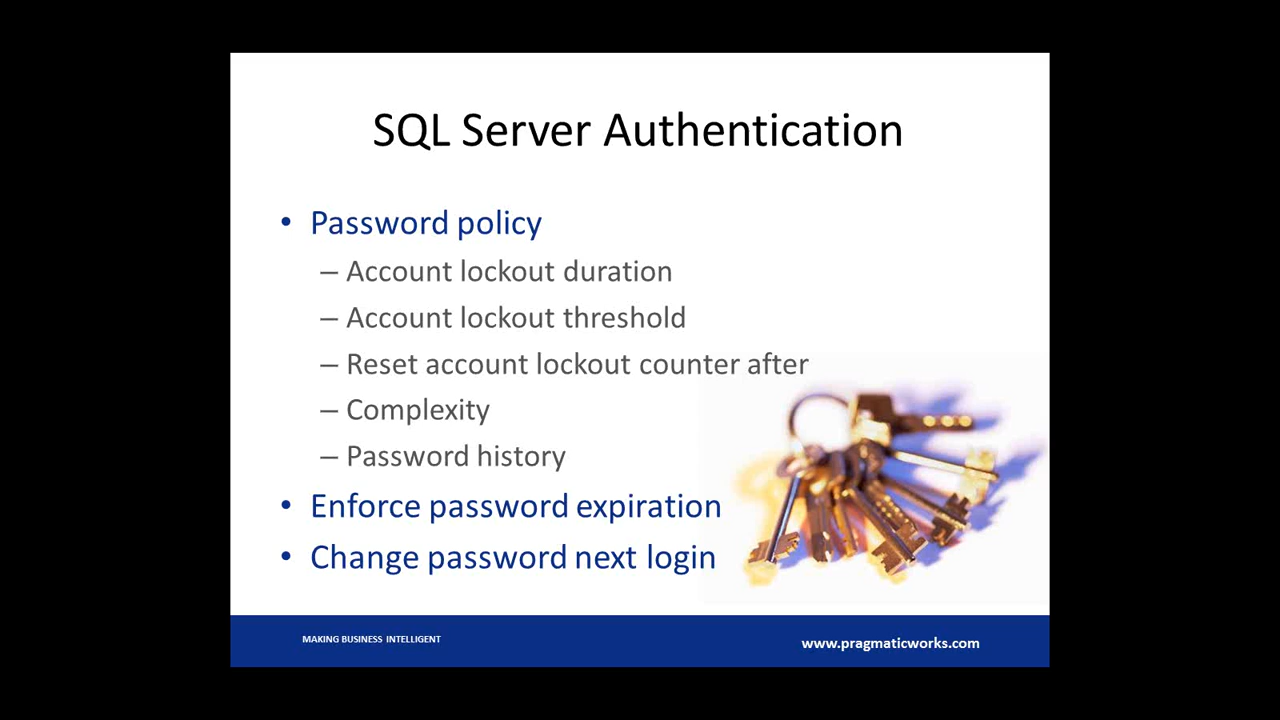 SQL Server Authentication
• Password policy
– Account lockout duration
– Account lockout threshold
– Reset account lockout counter after
– Complexity
– Password history
• Enforce password expiration
• Change password next login
MAKING BUSINESS INTELLIGENT
www.pragmaticworks.com